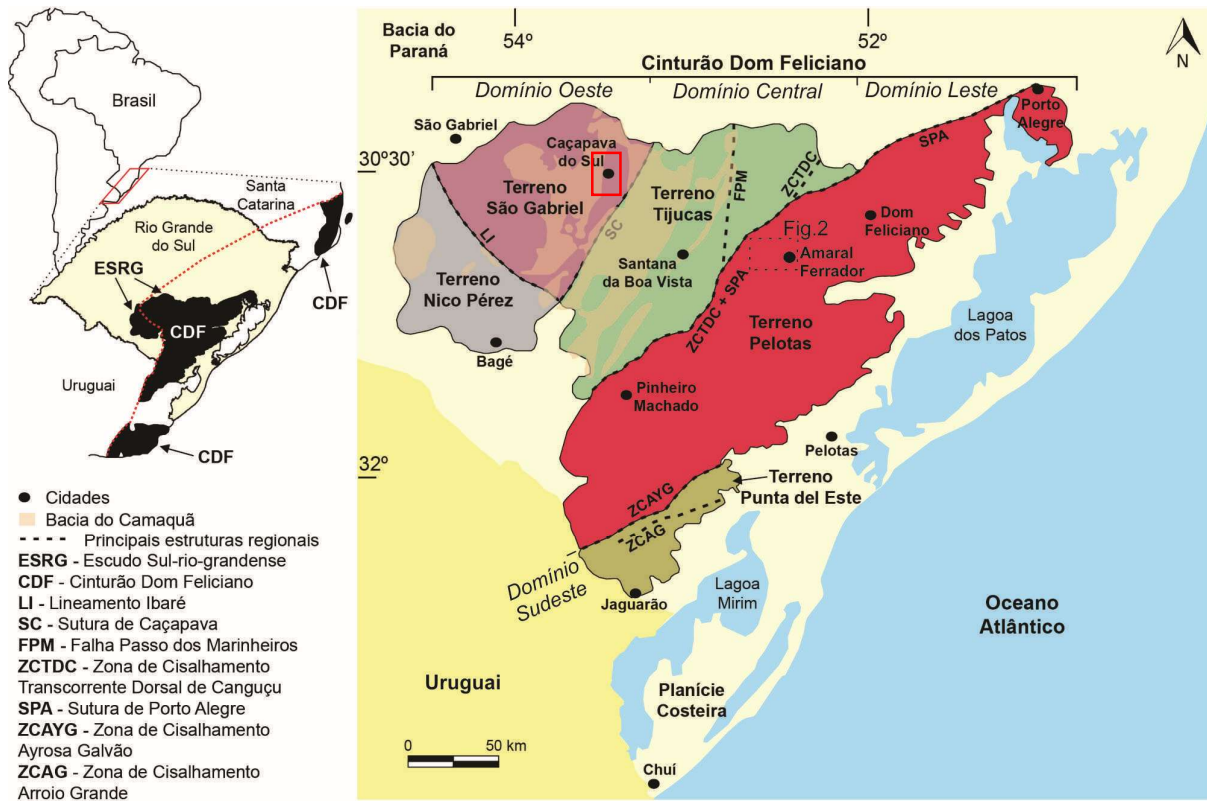 Brasil
Santa
Catarina
Rio Grande
do Sul
ESRG
CDF
CDF
Uruguai
CDF
Cidades
Bacia do Camaquã
Principais estruturas regionais
ESRG - Escudo Sul-rio-grandense
CDF - Cinturão Dom Feliciano
LI - Lineamento Ibaré
SC - Sutura de Caçapava
FPM - Falha Passo dos Marinheiros
ZCTDC - Zona de Cisalhamento
Transcorrente Dorsal de Canguçu
SPA - Sutura de Porto Alegre
ZCAYG - Zona de Cisalhamento
Ayrosa Galvão
ZCAG - Zona de Cisalhamento
Arroio Grande
Bacia do
Paraná
54º
52º
N
Cinturão Dom Feliciano
Domínio Oeste
Domínio Central
Domínio Leste
São Gabriel
30º30’
Caçapava
do Sul
Terreno
São Gabriel
LI
SC
Terreno
Nico Pérez
Bagé
Terreno
Tijucas
FPM
ZCTDC
Santana
da Boa Vista
SPA
Porto
Alegre
Dom
Feliciano
Fig.2
Amaral
Ferrador
ZCTDC + SPA
Terreno
Pelotas
Pinheiro
Machado
Lagoa
dos Patos
Pelotas
32º
ZCAYG
Terreno
Punta del Este
ZCAG
Domínio
Sudeste
Jaguarão
Lagoa
Mirim
Oceano
Atlântico
Uruguai
Planície
Costeira
0 50 km
Chuí